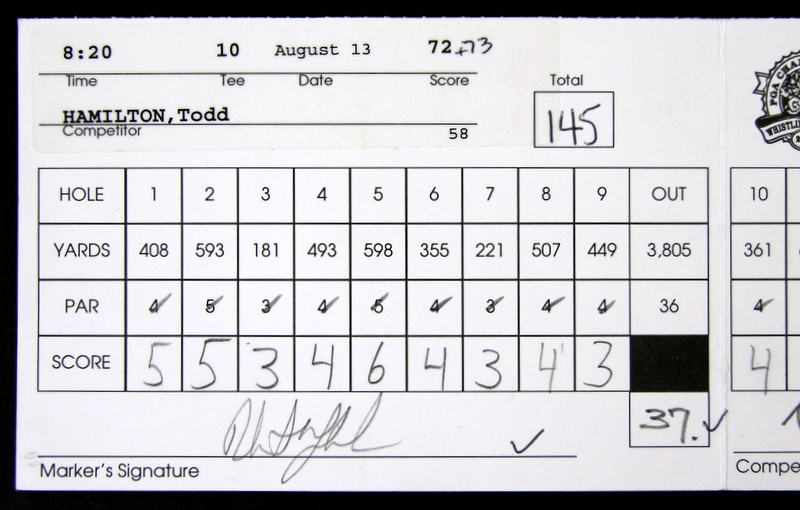 8:20 10 August 13 72+73
Time Tee Date Score Total
HAMILTON, Todd 145
Competitor 58
PGA CHA
WHISTLIN
HOLE 1 2 3 4 5 6 7 8 9 OUT 10
YARDS 408 593 181 493 598 355 221 507 449 3,805 361
PAR 4 5 3 4 5 4 3 4 4 36 4
SCORE 5 5 3 4 6 4 3 4 3 4
37.
Marker's Signature Compe